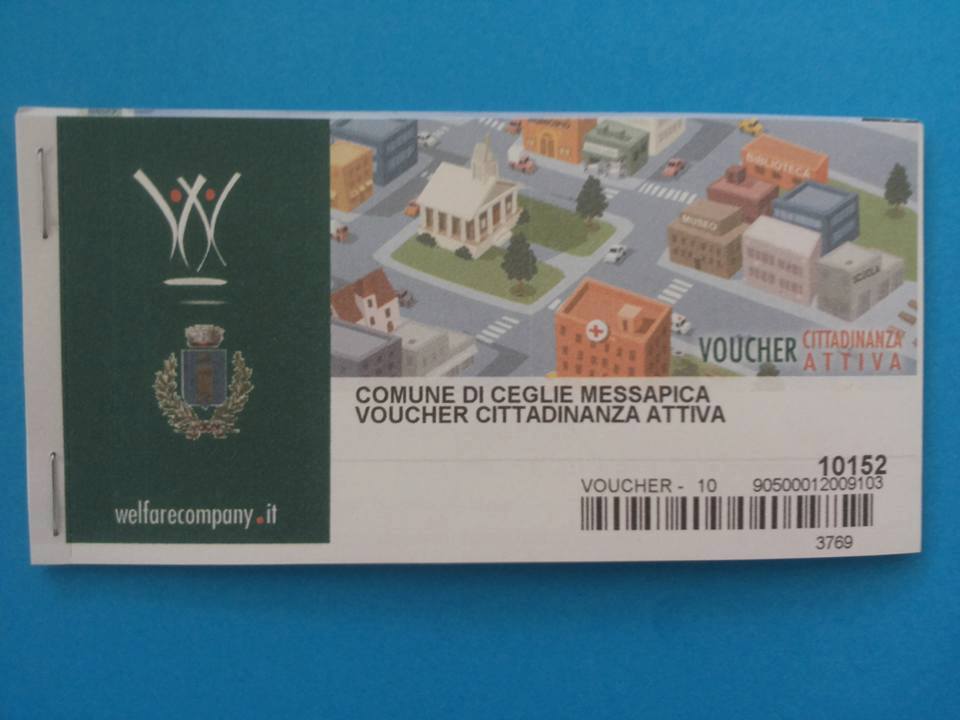 MUNICIPIO
BIBLIOTECA
MUSEO
SCUOLA
VOUCHER CITTADINANZA ATTIVA
welfarecompany.it
COMUNE DI CEGLIE MESSAPICA
VOUCHER CITTADINANZA ATTIVA
10152
VOUCHER - 10 90500012009103
3769